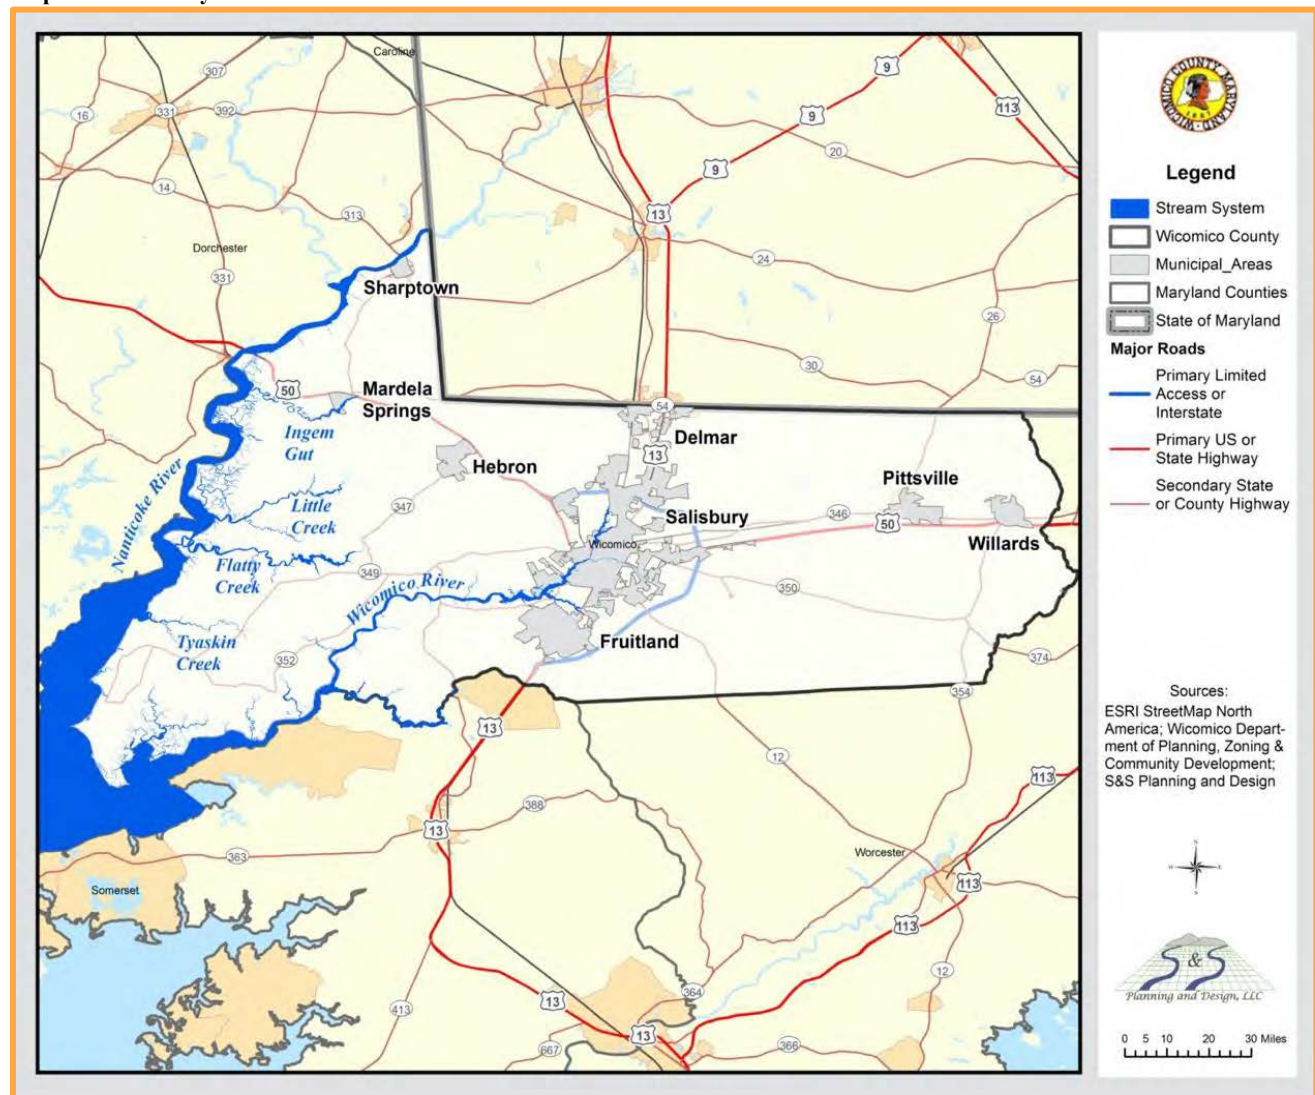 Caroline
307
16
331
392
14
313
Dorchester
331
9
9
9
113
20
13
24
26
30
54
Sharptown
50
Mardela
Springs
Ingem
Gut
Nanticoke River
Little
Creek
Flatty
Creek
Tyaskin
Creek
Hebron
347
349
352
Wicomico River
54
Delmar
13
Salisbury
Wicomico
Pittsville
346
50
Willards
350
Fruitland
374
354
13
12
113
388
13
363
Somerset
Worcester
113
113
12
13
364
13
413
667
366
WICOMICO COUNTY MARYLAND
1867
Legend
Stream System
Wicomico County
Municipal_Areas
Maryland Counties
State of Maryland
Major Roads
Primary Limited
Access or
Interstate
Primary US or
State Highway
Secondary State
or County Highway
Sources:
ESRI StreetMap North
America; Wicomico Depart-
ment of Planning, Zoning &
Community Development;
S&S Planning and Design
N
W E
S
S & S
Planning and Design, LLC
0 5 10 20 30 Miles